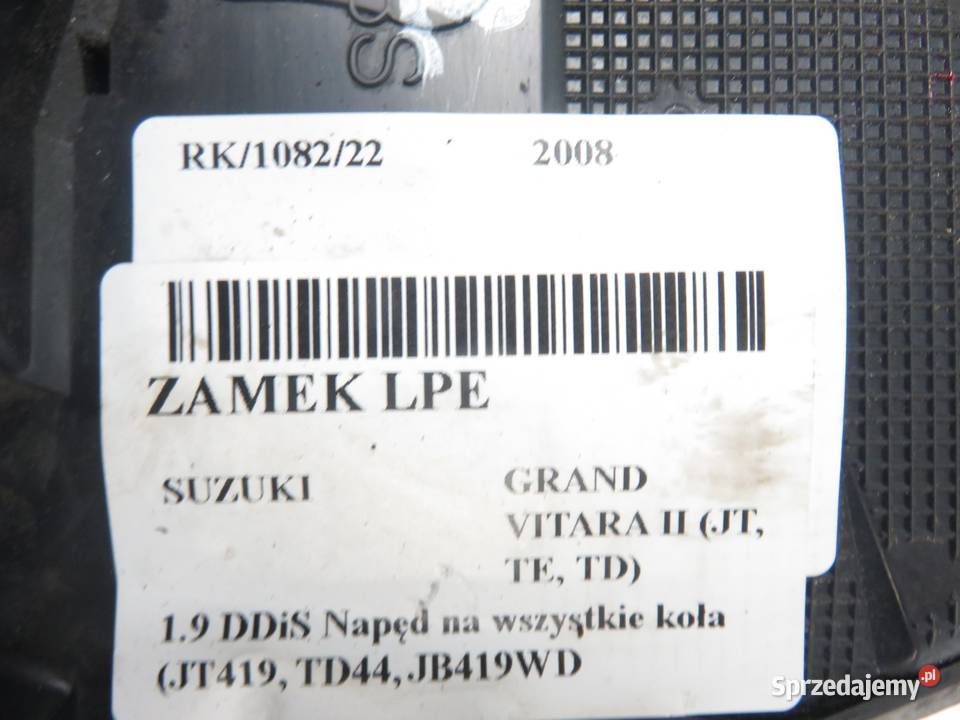 RK/1082/22 2008
ZAMEK LPE
SUZUKI GRAND
VITARA II (JT,
TE, TD)
1.9 DDiS Napęd na wszystkie koła
(JT419, TD44, JB419WD
Sprzedajemy.pl